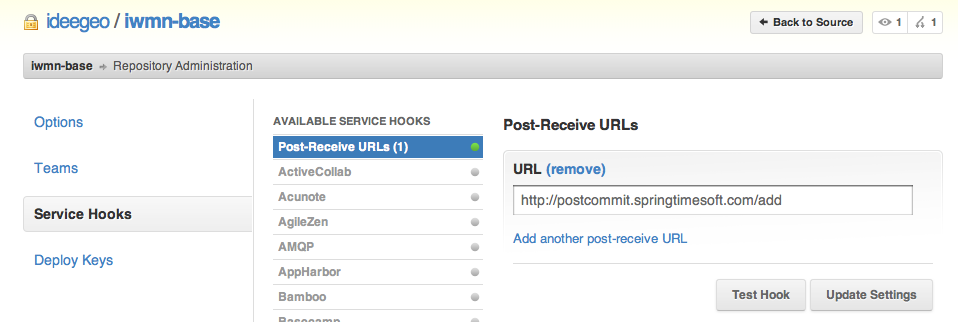 ideegeo / iwmn-base
Back to Source
1
1
iwmn-base
Repository Administration
Options
Teams
Service Hooks
Deploy Keys
AVAILABLE SERVICE HOOKS
Post-Receive URLs (1)
ActiveCollab
Acunote
AgileZen
AMQP
AppHarbor
Bamboo
Basecamp
Post-Receive URLs
URL (remove)
http://postcommit.springtimesoft.com/add
Add another post-receive URL
Test Hook
Update Settings